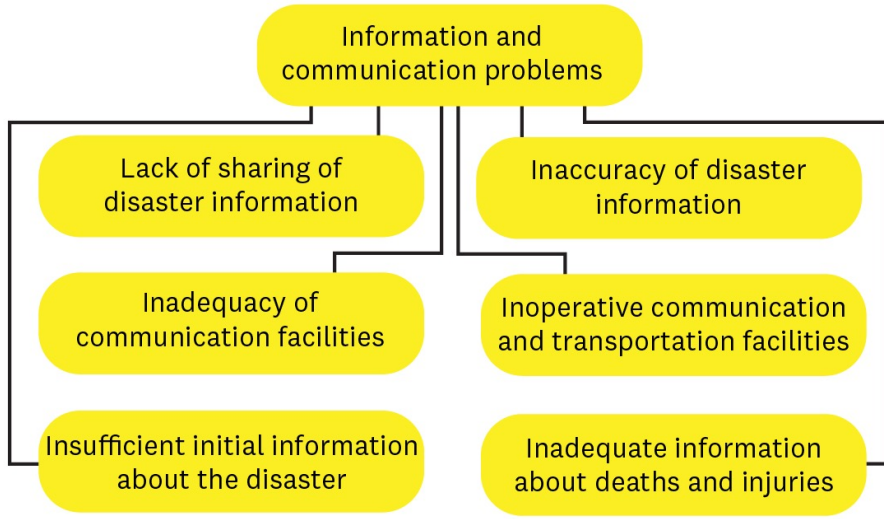 Information and
communication problems
Lack of sharing of
disaster information
Inaccuracy of disaster
information
Inadequacy of
communication facilities
Inoperative communication
and transportation facilities
Insufficient initial information
about the disaster
Inadequate information
about deaths and injuries